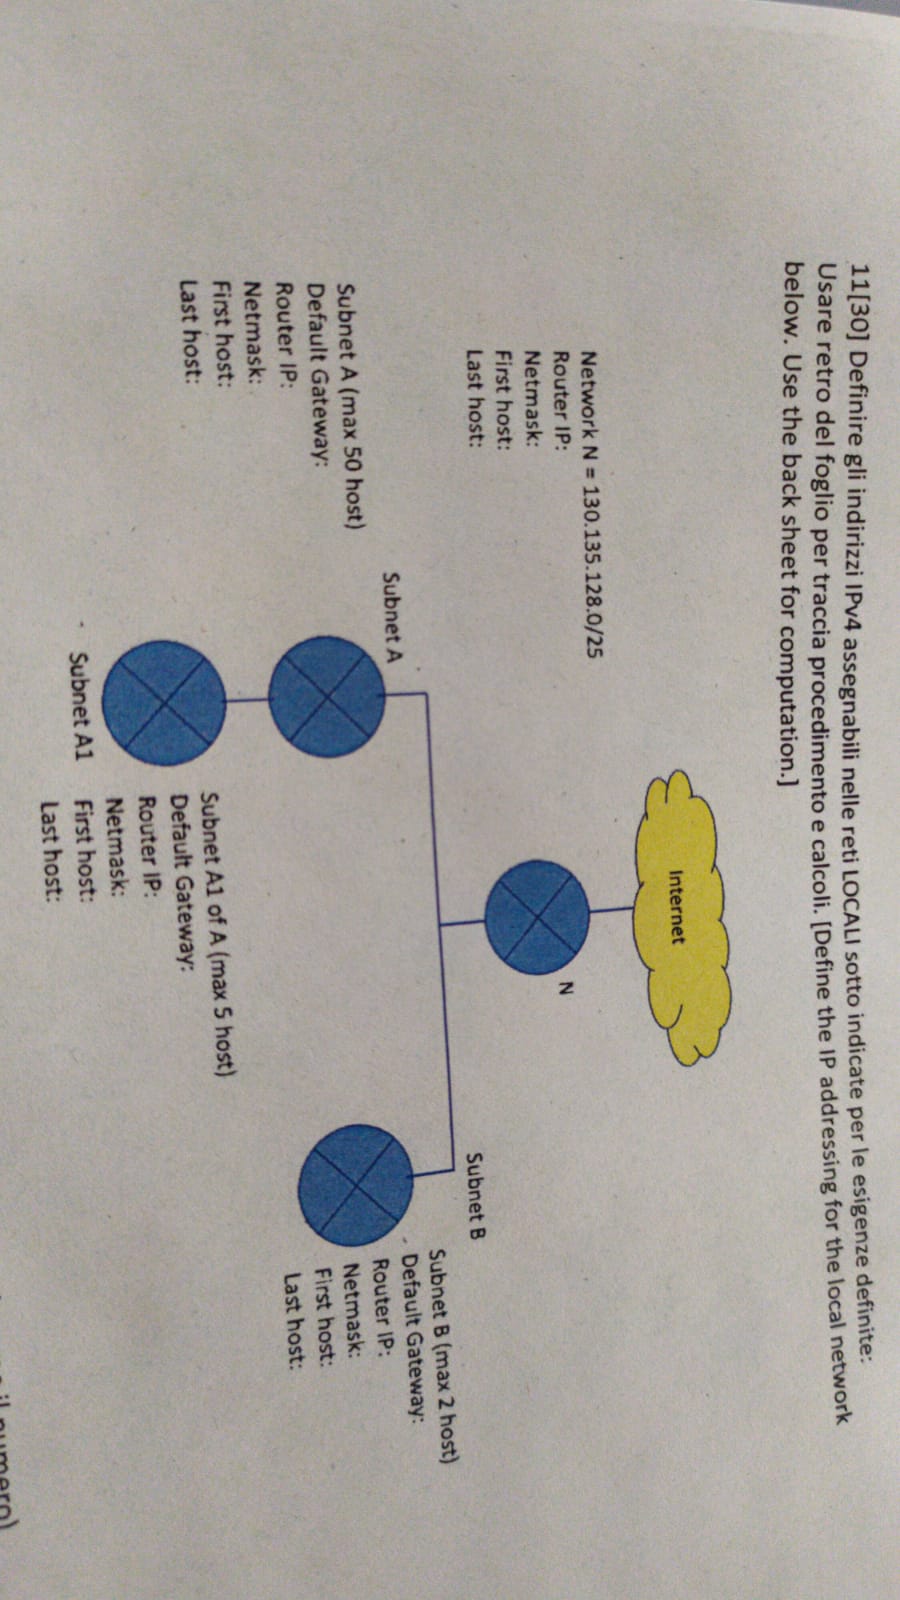 11[30] Definire gli indirizzi IPv4 assegnabili nelle reti LOCALI sotto indicate per le esigenze definite:
Usare retro del foglio per traccia procedimento e calcoli. [Define the IP addressing for the local network
below. Use the back sheet for computation.]
Internet
Network N = 130.135.128.0/25
Router IP:
Netmask:
First host:
Last host:
N
Subnet B
Subnet B (max 2 host)
Default Gateway:
Router IP:
Netmask:
First host:
Last host:
Subnet A
Subnet A (max 50 host)
Default Gateway:
Router IP:
Netmask:
First host:
Last host:
Subnet A1 of A (max 5 host)
Default Gateway:
Router IP:
Netmask:
First host:
Last host:
Subnet A1
il numero)